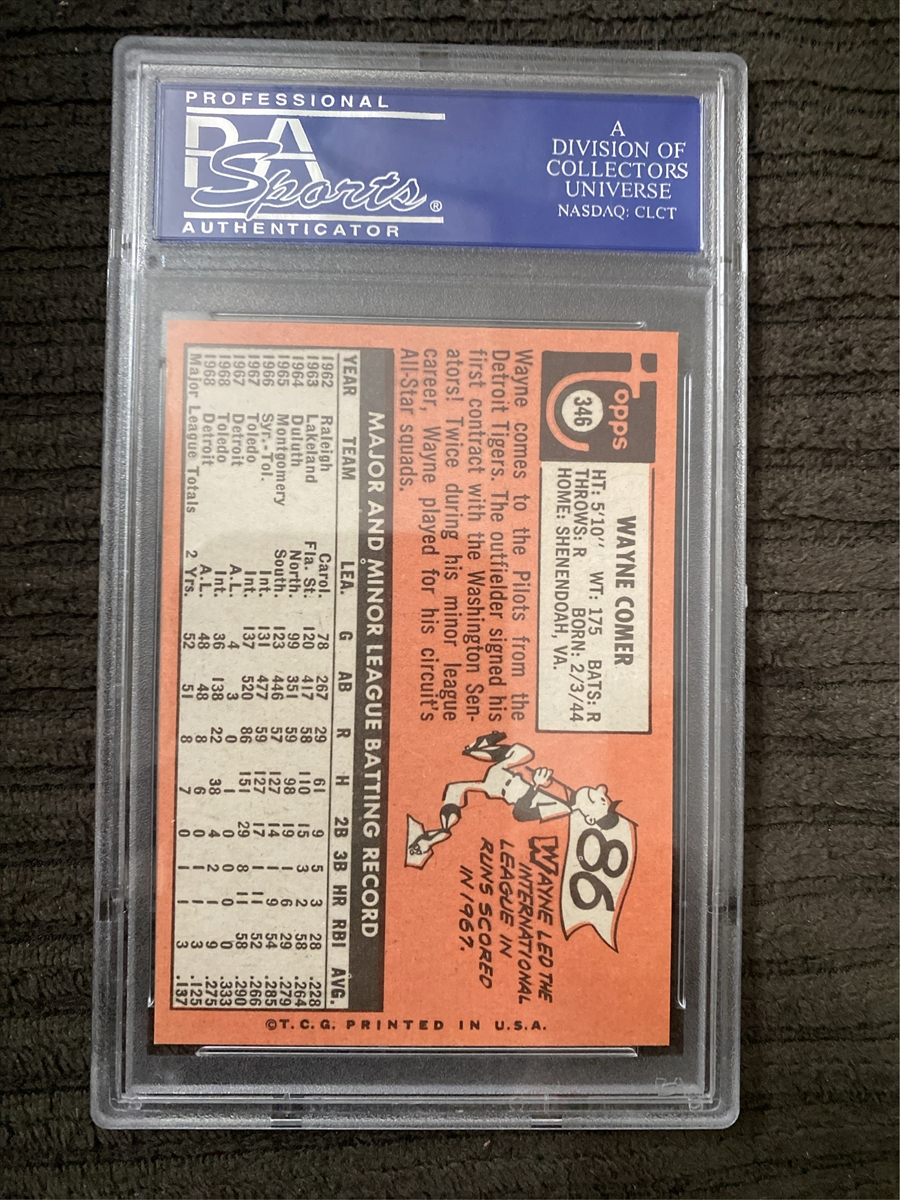 PROFESSIONAL
PSA
Sports®
AUTHENTICATOR
A
DIVISION OF
COLLECTORS
UNIVERSE
NASDAQ: CLCT
Topps
346
WAYNE COMER
HT: 5'10" WT: 175 BATS: R
THROWS: R BORN: 2/3/44
HOME: SHENENDOAH, VA.
Wayne comes to the Pilots from the
Detroit Tigers. The outfielder signed his
first contract with the Washington Sen-
ators! Twice during his minor league
career, Wayne played for his circuit's
All-Star squads.
86
WAYNE LED THE
INTERNATIONAL
LEAGUE IN
RUNS SCORED
IN 1967.
MAJOR AND MINOR LEAGUE BATTING RECORD
YEAR TEAM LEA. G AB R H 2B 3B HR RBI AVG.
1962 Raleigh Carol. 78 267 29 61 9 5 3 28 .228
1963 Lakeland Fla. St. 120 417 58 110 15 3 2 58 .264
1964 Duluth North. 99 351 59 98 19 1 6 29 .279
1965 Montgomery South. 123 446 57 127 14 1 9 54 .285
1966 Syr.-Tol. Int. 131 477 59 127 17 1 11 52 .266
1967 Toledo Int. 137 520 86 151 29 8 11 58 .290
1967 Detroit A.L. 4 3 0 1 0 0 0 0 .333
1968 Toledo Int. 36 138 22 38 4 2 1 9 .275
1968 Detroit A.L. 48 48 8 6 0 1 1 3 .125
Major League Totals 2 Yrs. 52 51 8 7 0 1 1 3 .137
©T.C.G. PRINTED IN U.S.A.